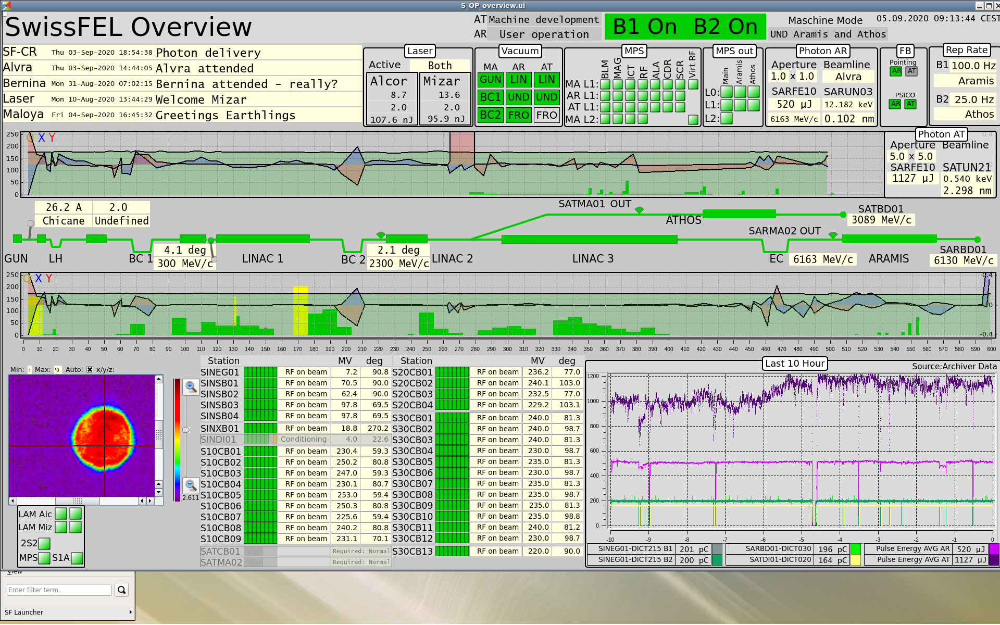 S_OP_overview.ui
SwissFEL Overview
AT Machine development
AR User operation
B1 On B2 On
Maschine Mode
UND Aramis and Athos
05.09.2020 09:13:44 CEST
SF-CR Thu 03-Sep-2020 18:54:38 Photon delivery
Alvra Thu 03-Sep-2020 14:44:05 Alvra attended
Bernina Mon 31-Aug-2020 07:02:15 Bernina attended - really?
Laser Mon 10-Aug-2020 13:44:29 Welcome Mizar
Maloya Fri 04-Sep-2020 16:45:32 Greetings Earthlings
Laser
Active Both
Alcor Mizar
8.7 13.6
2.0 2.0
107.6 nJ 95.9 nJ
Vacuum
MA AR AT
GUN LIN LIN
BC1 UND UND
BC2 FRO FRO
MPS
BLM MAG ICT RF ALA CDR SCR Virt RF
MA L1:
AR L1:
AT L1:
MA L2:
MPS out
Main Aramis Athos
L0:
L1:
L2:
Photon AR
Aperture Beamline
1.0 x 1.0 Alvra
SARFE10 SARUN03
520 µJ 12.182 keV
6163 MeV/c 0.102 nm
FB
Pointing
AR AT
PSICO
AR AT
Rep Rate
B1 100.0 Hz
Aramis
B2 25.0 Hz
Athos
Q X Y
250
200
150
100
50
0
Photon AT
Aperture Beamline
5.0 x 5.0
SARFE10 SATUN21
1127 µJ 0.540 keV
2.298 nm
26.2 A 2.0
Chicane Undefined
SATMA01 OUT
ATHOS
SATBD01
3089 MeV/c
SARMA02 OUT
GUN LH BC 1
4.1 deg
300 MeV/c
LINAC 1 BC 2
2.1 deg
2300 MeV/c
LINAC 2 LINAC 3 EC 6163 MeV/c ARAMIS
SARBD01
6130 MeV/c
Q X Y
250
200
150
100
50
0
0.4
0
-0.4
0 10 20 30 40 50 60 70 80 90 100 110 120 130 140 150 160 170 180 190 200 210 220 230 240 250 260 270 280 290 300 310 320 330 340 350 360 370 380 390 400 410 420 430 440 450 460 470 480 490 500 510 520 530 540 550 560 570 580 590 600
Min: Max: Auto: x/y/z:
2.611
LAM Alc
LAM Miz
2S2
MPS S1A
Station MV deg
SINEG01 RF on beam 7.2 90.8
SINSB01 RF on beam 70.5 90.0
SINSB02 RF on beam 62.4 90.0
SINSB03 RF on beam 97.8 69.5
SINSB04 RF on beam 97.8 69.5
SINXB01 RF on beam 18.8 270.2
SINDI01 Conditioning 4.0 22.6
S10CB01 RF on beam 230.4 59.3
S10CB02 RF on beam 250.2 80.8
S10CB03 RF on beam 247.0 59.3
S10CB04 RF on beam 230.1 80.7
S10CB05 RF on beam 253.0 59.4
S10CB06 RF on beam 250.3 80.8
S10CB07 RF on beam 225.6 59.4
S10CB08 RF on beam 240.2 80.8
S10CB09 RF on beam 231.1 70.1
SATCB01 Wait Required: Normal
SATMA02 Wait Required: Normal
Station MV deg
S20CB01 RF on beam 236.2 77.0
S20CB02 RF on beam 240.1 103.0
S20CB03 RF on beam 232.5 77.0
S20CB04 RF on beam 229.2 103.1
S30CB01 RF on beam 240.0 81.3
S30CB02 RF on beam 240.0 98.7
S30CB03 RF on beam 240.0 81.3
S30CB04 RF on beam 230.0 98.7
S30CB05 RF on beam 235.0 81.3
S30CB06 RF on beam 230.0 98.7
S30CB07 RF on beam 235.0 81.3
S30CB08 RF on beam 235.0 98.7
S30CB09 RF on beam 235.0 81.3
S30CB10 RF on beam 235.0 98.8
S30CB11 RF on beam 240.0 81.2
S30CB12 RF on beam 230.0 98.7
S30CB13 RF on beam 220.0 90.0
Last 10 Hour
Source:Archiver Data
1200
1000
800
600
400
200
0
-10 -9 -8 -7 -6 -5 -4 -3 -2 -1 0
SINEG01-DICT215 B1 201 pC SARBD01-DICT030 196 pC Pulse Energy AVG AR 520 µJ
SINEG01-DICT215 B2 200 pC SATDI01-DICT020 164 pC Pulse Energy AVG AT 1127 µJ
View
Enter filter term.
SF Launcher